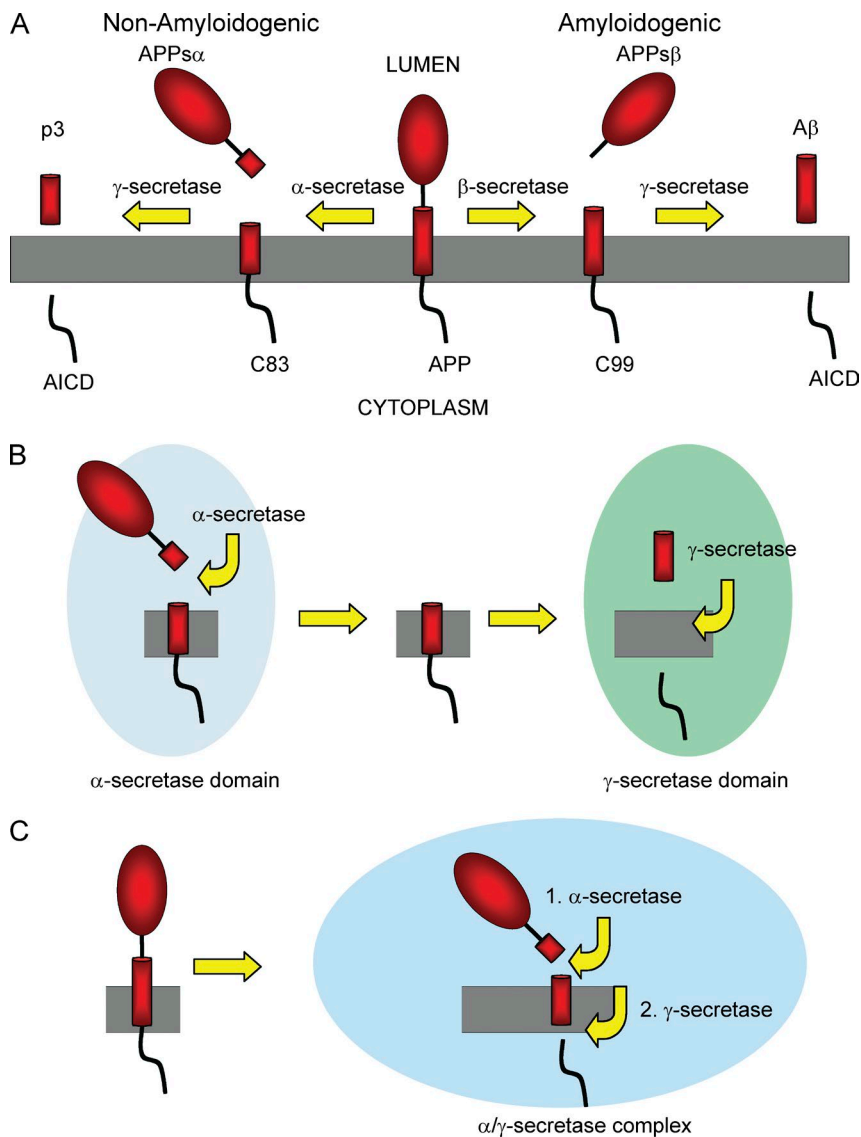 A
Non-Amyloidogenic
Amyloidogenic
APPsα
LUMEN
APPsβ
p3
Aβ
γ-secretase
α-secretase
β-secretase
γ-secretase
AICD
C83
APP
C99
AICD
CYTOPLASM
B
α-secretase
γ-secretase
α-secretase domain
γ-secretase domain
C
1. α-secretase
2. γ-secretase
α/γ-secretase complex